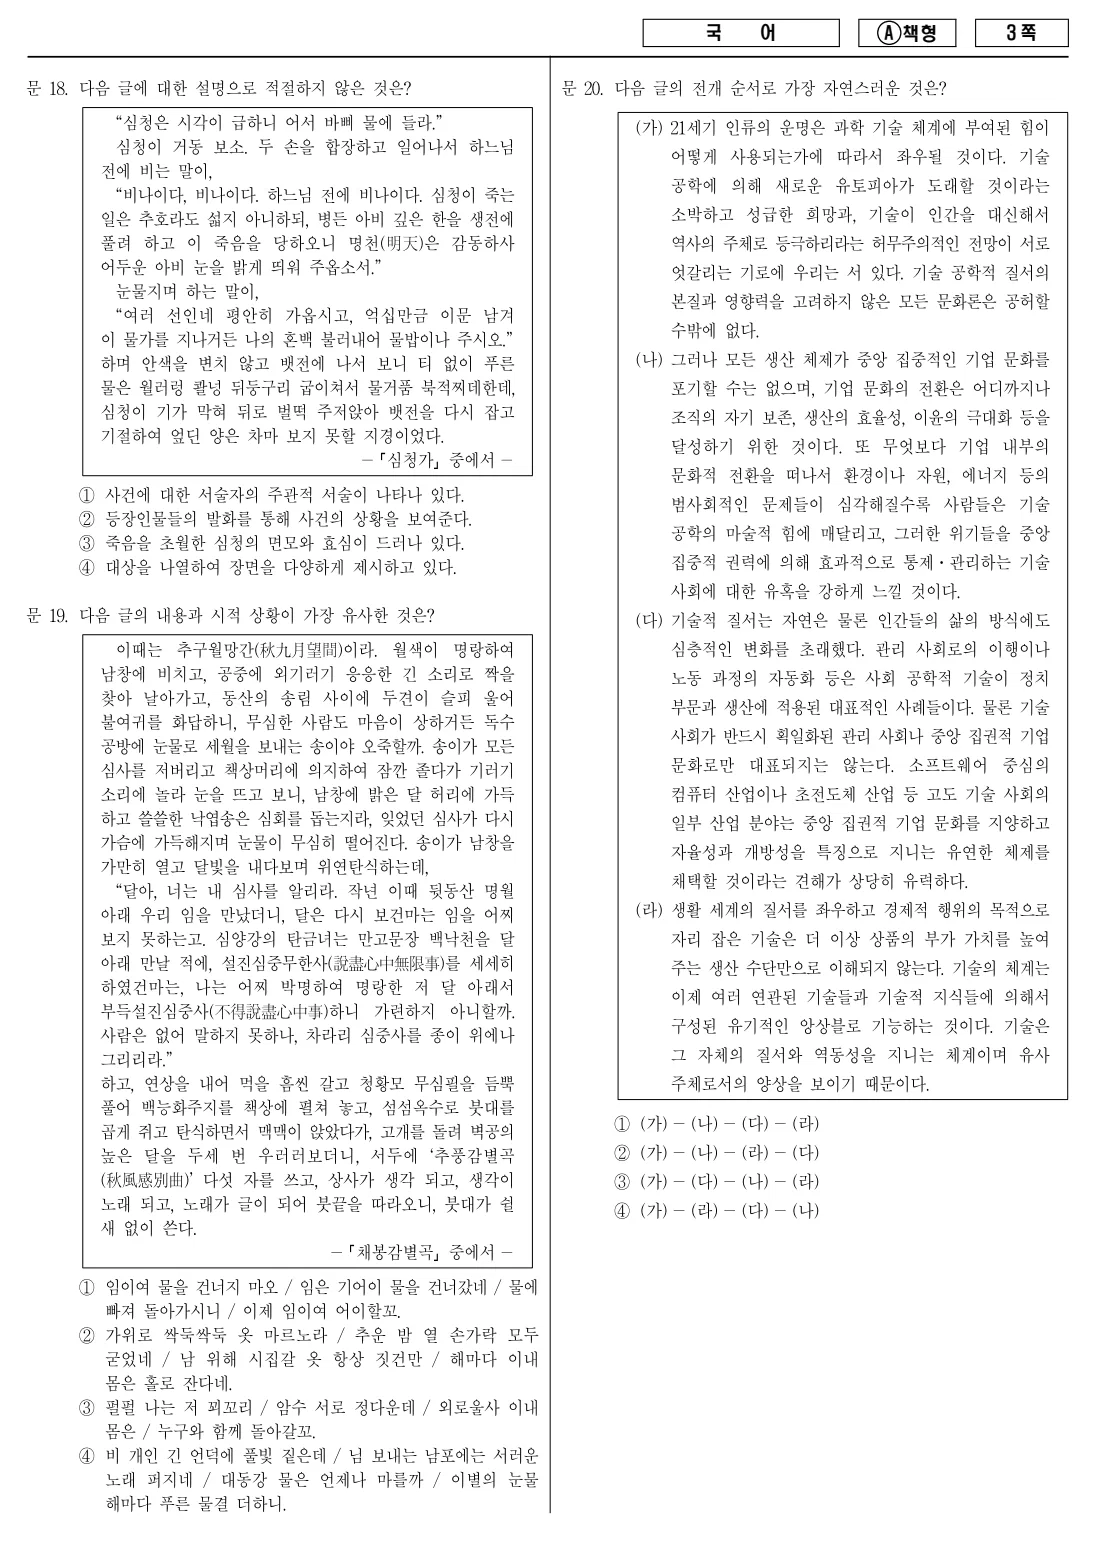 국 어
Ⓐ책형
3쪽
문 18. 다음 글에 대한 설명으로 적절하지 않은 것은?
“심청은 시각이 급하니 어서 바삐 물에 들라.”
심청이 거동 보소. 두 손을 합장하고 일어나서 하느님
전에 비는 말이,
“비나이다, 비나이다. 하느님 전에 비나이다. 심청이 죽는
일은 추호라도 섧지 아니하되, 병든 아비 깊은 한을 생전에
풀려 하고 이 죽음을 당하오니 명천(明天)은 감동하사
어두운 아비 눈을 밝게 띄워 주옵소서.”
눈물지며 하는 말이,
“여러 선인네 평안히 가옵시고, 억십만금 이문 남겨
이 물가를 지나거든 나의 혼백 불러내어 물밥이나 주시오.”
하며 안색을 변치 않고 뱃전에 나서 보니 티 없이 푸른
물은 월러렁 콸넝 뒤둥구리 굽이쳐서 물거품 북적찌데한데,
심청이 기가 막혀 뒤로 벌떡 주저앉아 뱃전을 다시 잡고
기절하여 엎딘 양은 차마 보지 못할 지경이었다.
－「심청가」 중에서－
① 사건에 대한 서술자의 주관적 서술이 나타나 있다.
② 등장인물들의 발화를 통해 사건의 상황을 보여준다.
③ 죽음을 초월한 심청의 면모와 효심이 드러나 있다.
④ 대상을 나열하여 장면을 다양하게 제시하고 있다.
문 19. 다음 글의 내용과 시적 상황이 가장 유사한 것은?
이때는 추구월망간(秋九月望間)이라. 월색이 명랑하여
남창에 비치고, 공중에 외기러기 응응한 긴 소리로 짝을
찾아 날아가고, 동산의 송림 사이에 두견이 슬피 울어
불여귀를 화답하니, 무심한 사람도 마음이 상하거든 독수
공방에 눈물로 세월을 보내는 송이야 오죽할까. 송이가 모든
심사를 저버리고 책상머리에 의지하여 잠깐 졸다가 기러기
소리에 놀라 눈을 뜨고 보니, 남창에 밝은 달 허리에 가득
하고 쓸쓸한 낙엽송은 심회를 돕는지라, 잊었던 심사가 다시
가슴에 가득해지며 눈물이 무심히 떨어진다. 송이가 남창을
가만히 열고 달빛을 내다보며 위연탄식하는데,
“달아, 너는 내 심사를 알리라. 작년 이때 뒷동산 명월
아래 우리 임을 만났더니, 달은 다시 보건마는 임을 어찌
보지 못하는고. 심양강의 탄금녀는 만고문장 백낙천을 달
아래 만날 적에, 설진심중무한사(說盡心中無限事)를 세세히
하였건마는, 나는 어찌 박명하여 명랑한 저 달 아래서
부득설진심중사(不得說盡心中事)하니 가련하지 아니할까.
사람은 없어 말하지 못하나, 차라리 심중사를 종이 위에나
그리리라.”
하고, 연상을 내어 먹을 흠씬 갈고 청황모 무심필을 듬뿍
풀어 백능화주지를 책상에 펼쳐 놓고, 섬섬옥수로 붓대를
곱게 쥐고 탄식하면서 맥맥이 앉았다가, 고개를 돌려 벽공의
높은 달을 두세 번 우러러보더니, 서두에 ‘추풍감별곡
(秋風感別曲)’ 다섯 자를 쓰고, 상사가 생각 되고, 생각이
노래 되고, 노래가 글이 되어 붓끝을 따라오니, 붓대가 쉴
새 없이 쓴다.
－「채봉감별곡」 중에서－
① 임이여 물을 건너지 마오 / 임은 기어이 물을 건너갔네 / 물에
빠져 돌아가시니 / 이제 임이여 어이할꼬.
② 가위로 싹둑싹둑 옷 마르노라 / 추운 밤 열 손가락 모두
굳었네 / 남 위해 시집갈 옷 항상 짓건만 / 해마다 이내
몸은 홀로 잔다네.
③ 펄펄 나는 저 꾀꼬리 / 암수 서로 정다운데 / 외로울사 이내
몸은 / 누구와 함께 돌아갈꼬.
④ 비 개인 긴 언덕에 풀빛 짙은데 / 님 보내는 남포에는 서러운
노래 퍼지네 / 대동강 물은 언제나 마를까 / 이별의 눈물
해마다 푸른 물결 더하니.
문 20. 다음 글의 전개 순서로 가장 자연스러운 것은?
(가) 21세기 인류의 운명은 과학 기술 체계에 부여된 힘이
어떻게 사용되는가에 따라서 좌우될 것이다. 기술
공학에 의해 새로운 유토피아가 도래할 것이라는
소박하고 성급한 희망과, 기술이 인간을 대신해서
역사의 주체로 등극하리라는 허무주의적인 전망이 서로
엇갈리는 기로에 우리는 서 있다. 기술 공학적 질서의
본질과 영향력을 고려하지 않은 모든 문화론은 공허할
수밖에 없다.
(나) 그러나 모든 생산 체제가 중앙 집중적인 기업 문화를
포기할 수는 없으며, 기업 문화의 전환은 어디까지나
조직의 자기 보존, 생산의 효율성, 이윤의 극대화 등을
달성하기 위한 것이다. 또 무엇보다 기업 내부의
문화적 전환을 떠나서 환경이나 자원, 에너지 등의
범사회적인 문제들이 심각해질수록 사람들은 기술
공학의 마술적 힘에 매달리고, 그러한 위기들을 중앙
집중적 권력에 의해 효과적으로 통제·관리하는 기술
사회에 대한 유혹을 강하게 느낄 것이다.
(다) 기술적 질서는 자연은 물론 인간들의 삶의 방식에도
심층적인 변화를 초래했다. 관리 사회로의 이행이나
노동 과정의 자동화 등은 사회 공학적 기술이 정치
부문과 생산에 적용된 대표적인 사례들이다. 물론 기술
사회가 반드시 획일화된 관리 사회나 중앙 집권적 기업
문화로만 대표되지는 않는다. 소프트웨어 중심의
컴퓨터 산업이나 초전도체 산업 등 고도 기술 사회의
일부 산업 분야는 중앙 집권적 기업 문화를 지양하고
자율성과 개방성을 특징으로 지니는 유연한 체제를
채택할 것이라는 견해가 상당히 유력하다.
(라) 생활 세계의 질서를 좌우하고 경제적 행위의 목적으로
자리 잡은 기술은 더 이상 상품의 부가 가치를 높여
주는 생산 수단만으로 이해되지 않는다. 기술의 체계는
이제 여러 연관된 기술들과 기술적 지식들에 의해서
구성된 유기적인 앙상블로 기능하는 것이다. 기술은
그 자체의 질서와 역동성을 지니는 체계이며 유사
주체로서의 양상을 보이기 때문이다.
① (가)－(나)－(다)－(라)
② (가)－(나)－(라)－(다)
③ (가)－(다)－(나)－(라)
④ (가)－(라)－(다)－(나)